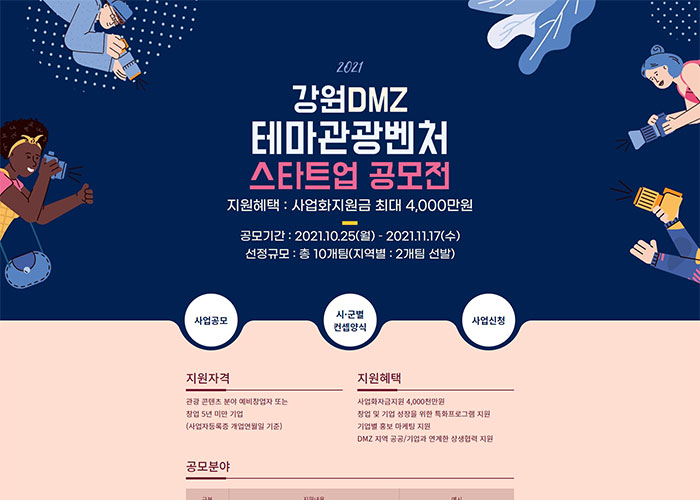 2021
강원DMZ
테마관광벤처
스타트업 공모전
지원혜택 : 사업화지원금 최대 4,000만원
공모기간 : 2021.10.25(월) - 2021.11.17(수)
선정규모 : 총 10개팀(지역별 : 2개팀 선발)
사업공모
시·군별
컨셉양식
사업신청
지원자격
관광 콘텐츠 분야 예비창업자 또는
창업 5년 미만 기업
(사업자등록증 개업연월일 기준)
지원혜택
사업화자금지원 4,000천만원
창업 및 기업 성장을 위한 특화프로그램 지원
기업별 홍보 마케팅 지원
DMZ 지역 공공/기업과 연계한 상생협력 지원
공모분야